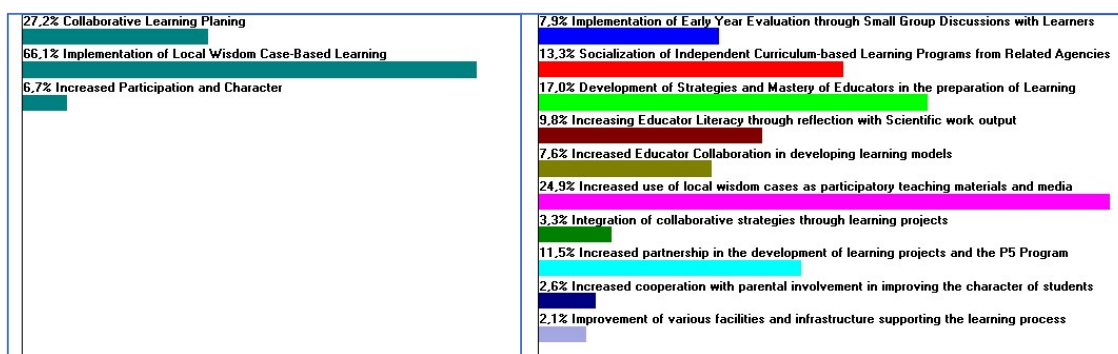 27,2% Collaborative Learning Planing
66,1% Implementation of Local Wisdom Case-Based Learning
6,7% Increased Participation and Character
7,9% Implementation of Early Year Evaluation through Small Group Discussions with Learners
13,3% Socialization of Independent Curriculum-based Learning Programs from Related Agencies
17,0% Development of Strategies and Mastery of Educators in the preparation of Learning
9,8% Increasing Educator Literacy through reflection with Scientific work output
7,6% Increased Educator Collaboration in developing learning models
24,9% Increased use of local wisdom cases as participatory teaching materials and media
3,3% Integration of collaborative strategies through learning projects
11,5% Increased partnership in the development of learning projects and the P5 Program
2,6% Increased cooperation with parental involvement in improving the character of students
2,1% Improvement of various facilities and infrastructure supporting the learning process